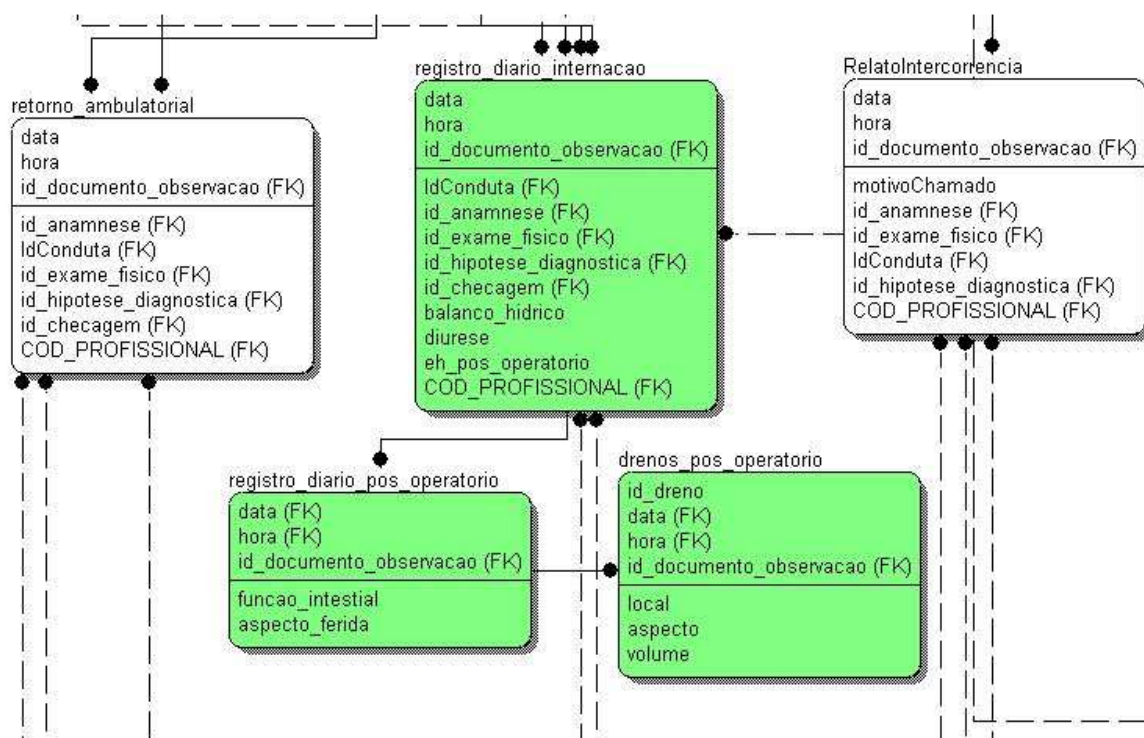 retorno_ambulatorial
data
hora
id_documento_observacao (FK)
id_anamnese (FK)
IdConduta (FK)
id_exame_fisico (FK)
id_hipotese_diagnostica (FK)
id_checagem (FK)
COD_PROFISSIONAL (FK)
registro_diario_internacao
data
hora
id_documento_observacao (FK)
IdConduta (FK)
id_anamnese (FK)
id_exame_fisico (FK)
id_hipotese_diagnostica (FK)
id_checagem (FK)
balanco_hidrico
diurese
eh_pos_operatorio
COD_PROFISSIONAL (FK)
RelatoIntercorrencia
data
hora
id_documento_observacao (FK)
motivoChamado
id_anamnese (FK)
id_exame_fisico (FK)
IdConduta (FK)
id_hipotese_diagnostica (FK)
COD_PROFISSIONAL (FK)
registro_diario_pos_operatorio
data (FK)
hora (FK)
id_documento_observacao (FK)
funcao_intestial
aspecto_ferida
drenos_pos_operatorio
id_dreno
data (FK)
hora (FK)
id_documento_observacao (FK)
local
aspecto
volume